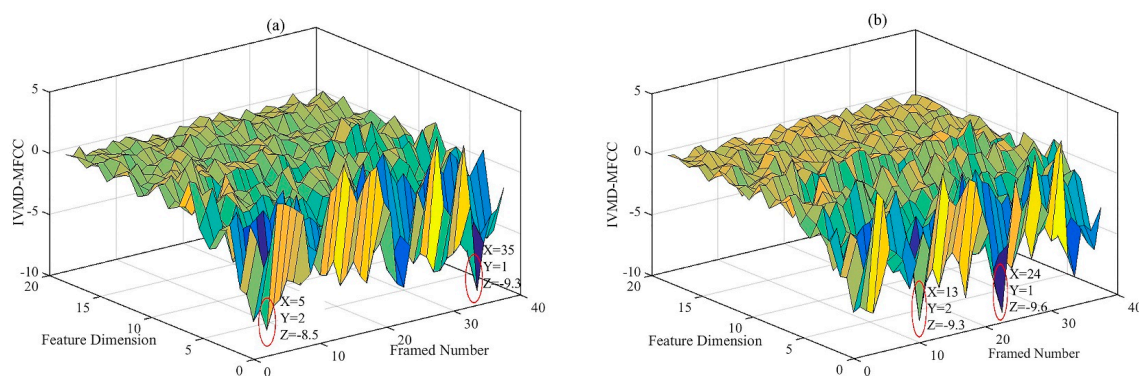 (a)
5
0
-5
-10
IVMD-MFCC
20
15
10
5
0
Feature Dimension
0
10
20
30
40
Framed Number
X=5
Y=2
Z=-8.5
X=35
Y=1
Z=-9.3
(b)
5
0
-5
-10
IVMD-MFCC
20
15
10
5
0
Feature Dimension
0
10
20
30
40
Framed Number
X=13
Y=2
Z=-9.3
X=24
Y=1
Z=-9.6